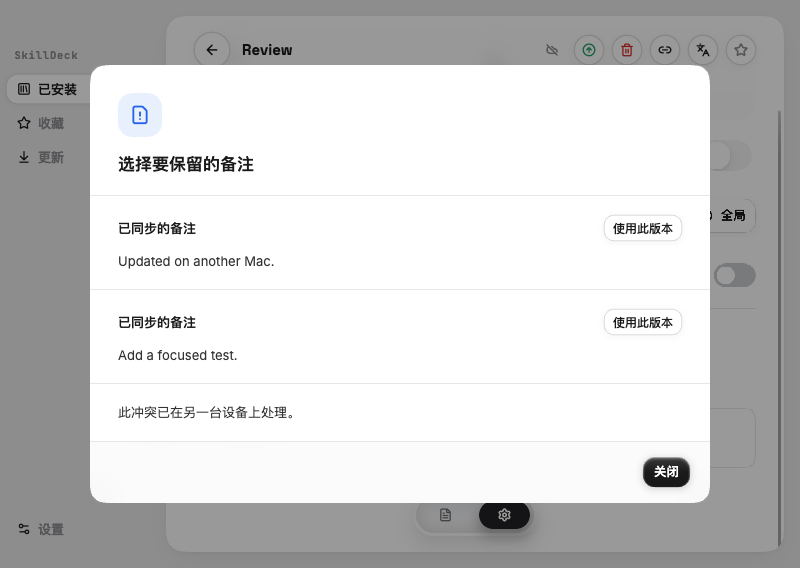 SkillDeck
Review
已安装
收藏
更新
全局
选择要保留的备注
已同步的备注
使用此版本
Updated on another Mac.
已同步的备注
使用此版本
Add a focused test.
此冲突已在另一台设备上处理。
关闭
设置